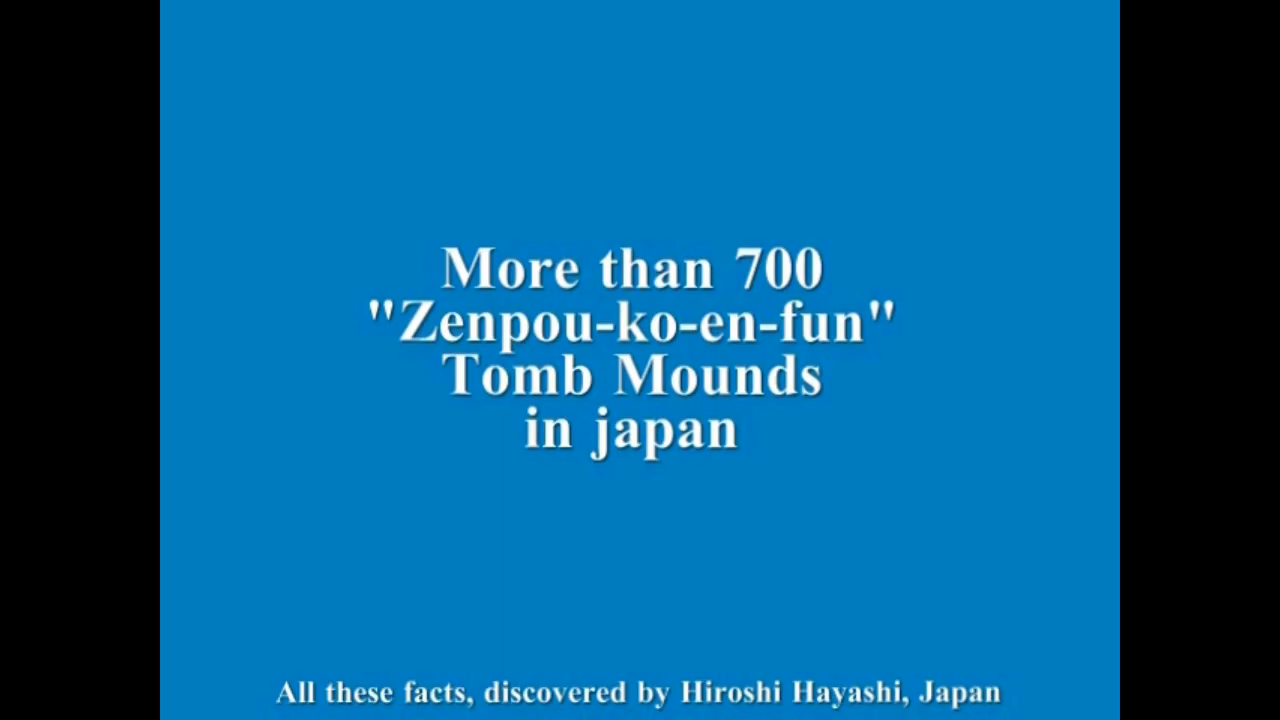 More than 700
"Zenpou-ko-en-fun"
Tomb Mounds
in japan
All these facts, discovered by Hiroshi Hayashi, Japan